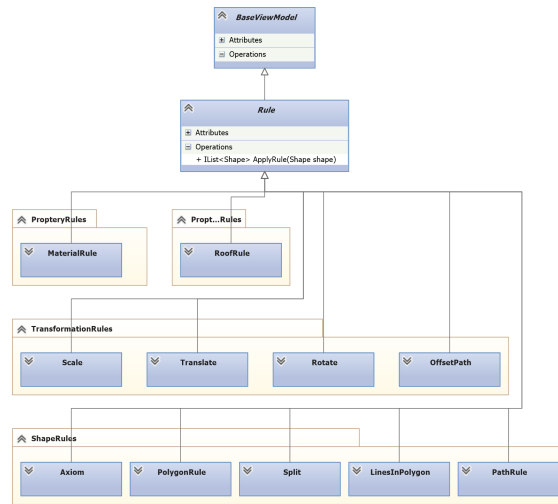 BaseViewModel
Attributes
Operations
Rule
Attributes
Operations
+ IList<Shape> ApplyRule(Shape shape)
PropteryRules
Propt...Rules
MaterialRule
RoofRule
TransformationRules
Scale
Translate
Rotate
OffsetPath
ShapeRules
Axiom
PolygonRule
Split
LinesInPolygon
PathRule